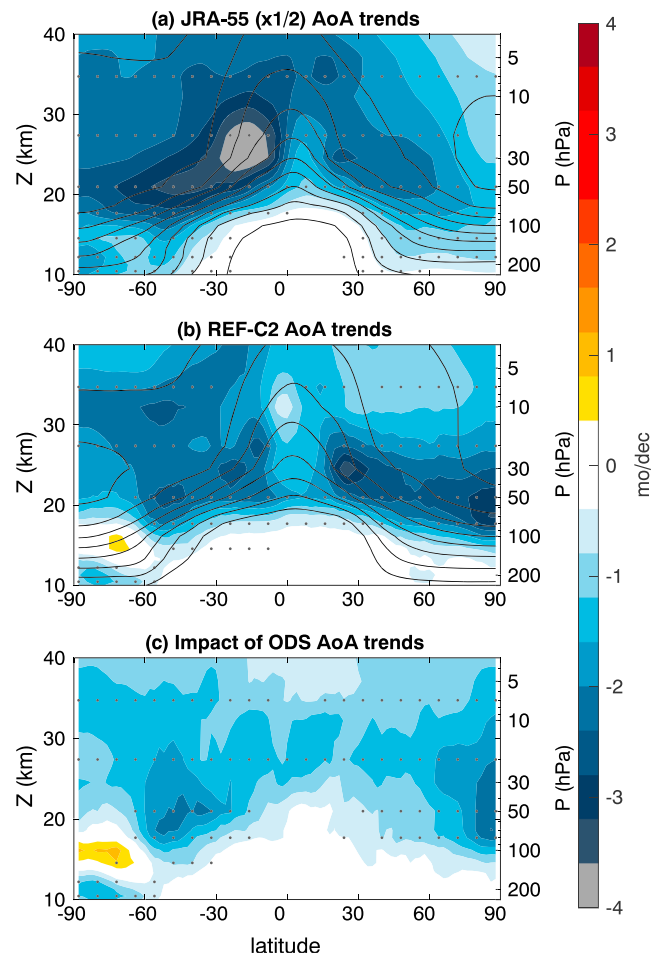 (a) JRA-55 (x1/2) AoA trends
40
30
20
10
Z (km)
-90 -60 -30 0 30 60 90
5
10
30
50
100
200
P (hPa)
(b) REF-C2 AoA trends
40
30
20
10
Z (km)
-90 -60 -30 0 30 60 90
5
10
30
50
100
200
P (hPa)
(c) Impact of ODS AoA trends
40
30
20
10
Z (km)
-90 -60 -30 0 30 60 90
5
10
30
50
100
200
P (hPa)
latitude
4
3
2
1
0
-1
-2
-3
-4
mo/dec